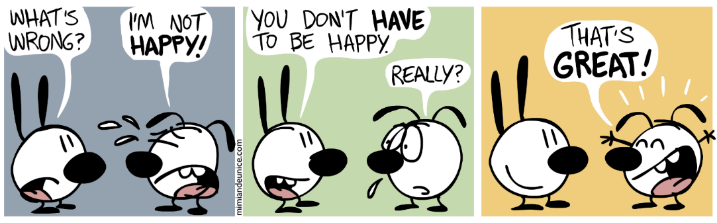 WHAT'S
WRONG?
I'M NOT
HAPPY!
mimiandeunice.com
YOU DON'T HAVE
TO BE HAPPY.
REALLY?
THAT'S
GREAT!